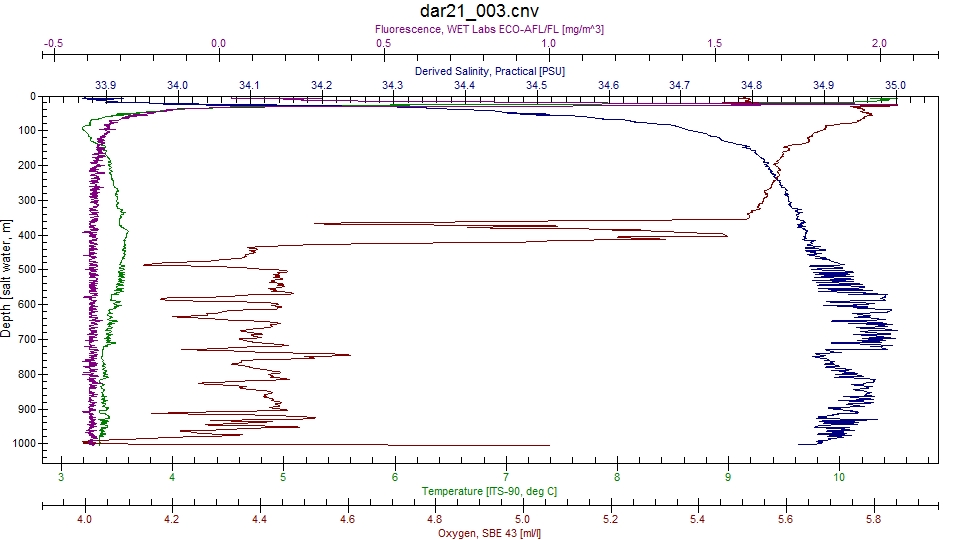 dar21_003.cnv
Fluorescence, WET Labs ECO-AFL/FL [mg/m^3]
-0.5 0.0 0.5 1.0 1.5 2.0
Derived Salinity, Practical [PSU]
33.9 34.0 34.1 34.2 34.3 34.4 34.5 34.6 34.7 34.8 34.9 35.0
0
100
200
300
400
500
600
700
800
900
1000
Depth [salt water, m]
3 4 5 6 7 8 9 10
Temperature [ITS-90, deg C]
4.0 4.2 4.4 4.6 4.8 5.0 5.2 5.4 5.6 5.8
Oxygen, SBE 43 [ml/l]